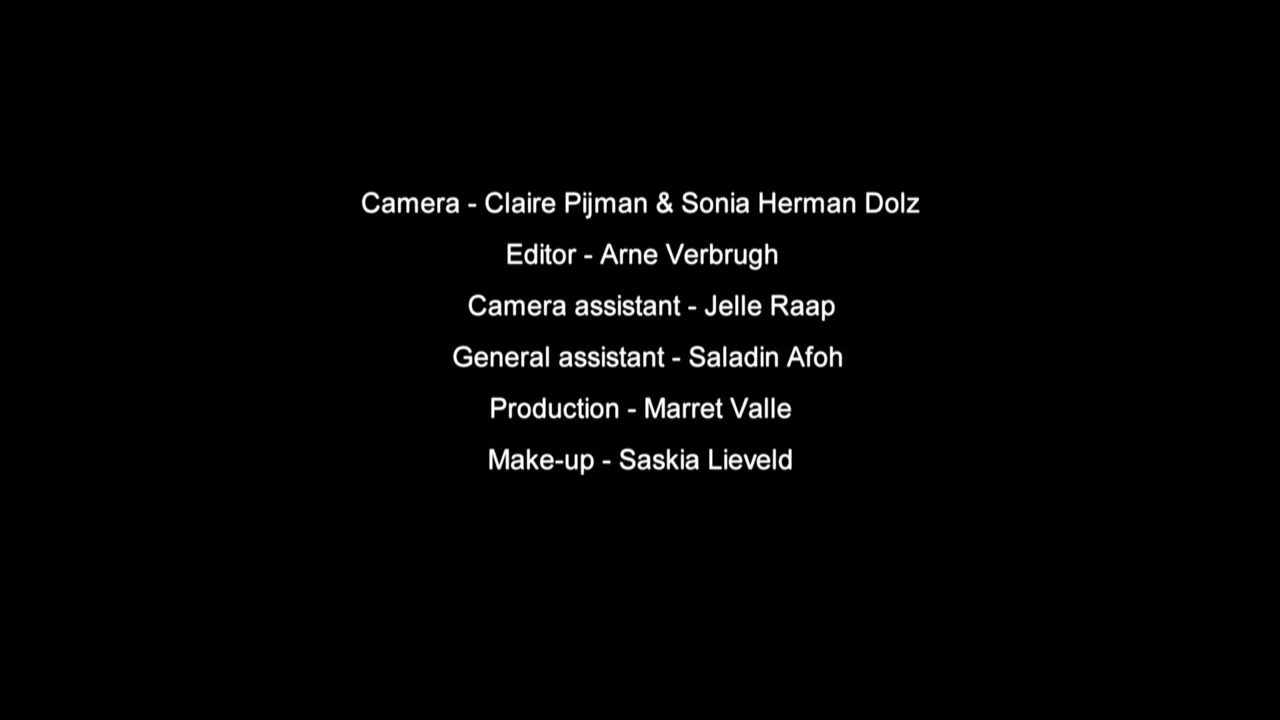 Camera - Claire Pijman & Sonia Herman Dolz
Editor - Arne Verbrugh
Camera assistant - Jelle Raap
General assistant - Saladin Afoh
Production - Marret Valle
Make-up - Saskia Lieveld